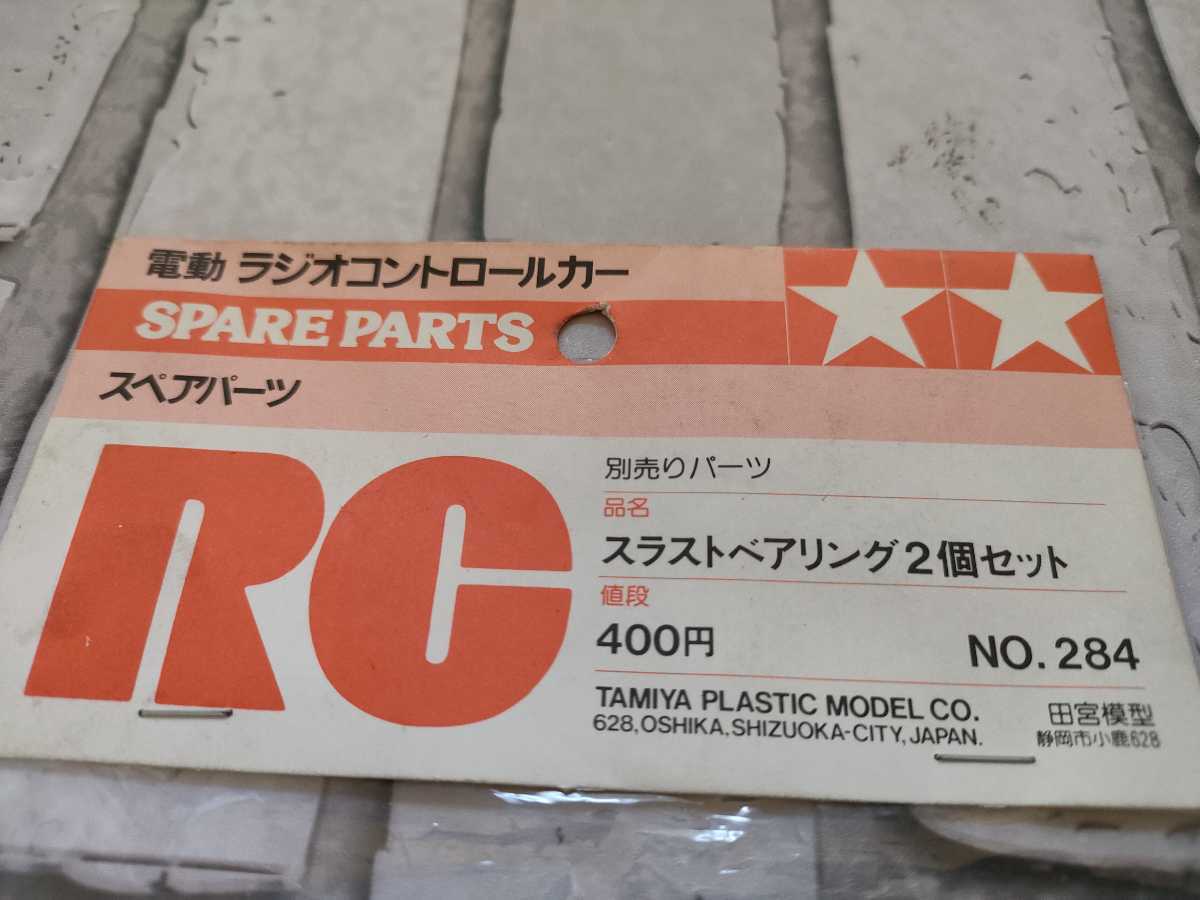 電動 ラジオコントロールカー
SPARE PARTS
スペアパーツ
RC
別売りパーツ
品名
スラストベアリング2個セット
値段
400円 NO.284
TAMIYA PLASTIC MODEL CO. 田宮模型
628,OSHIKA,SHIZUOKA-CITY,JAPAN. 静岡市小鹿628